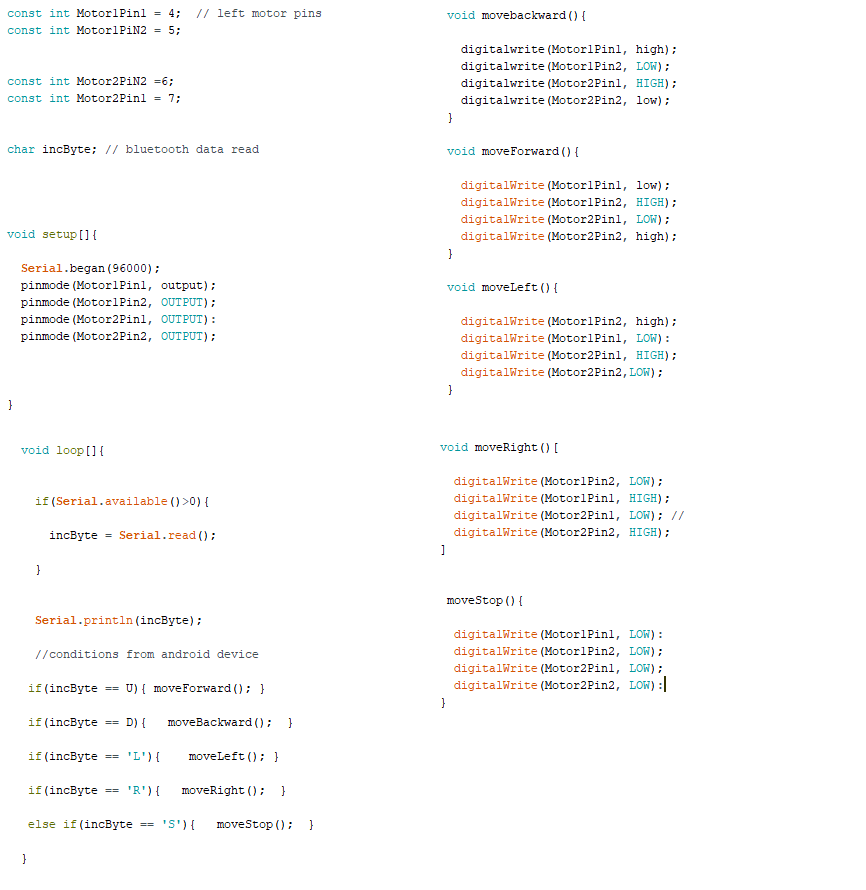 const int Motor1Pin1 = 4;  // left motor pins
const int Motor1PiN2 = 5;
const int Motor2PiN2 =6;
const int Motor2Pin1 = 7;
char incByte; // bluetooth data read
void setup[]{
Serial.began(96000);
pinmode(Motor1Pin1, output);
pinmode(Motor1Pin2, OUTPUT);
pinmode(Motor2Pin1, OUTPUT):
pinmode(Motor2Pin2, OUTPUT);
}
void loop[]{
if(Serial.available()>0){
incByte = Serial.read();
}
Serial.println(incByte);
//conditions from android device
if(incByte == U){ moveForward(); }
if(incByte == D){   moveBackward();  }
if(incByte == 'L'){    moveLeft(); }
if(incByte == 'R'){   moveRight();  }
else if(incByte == 'S'){   moveStop();  }
}
void movebackward(){
digitalwrite(Motor1Pin1, high);
digitalwrite(Motor1Pin2, LOW);
digitalwrite(Motor2Pin1, HIGH);
digitalwrite(Motor2Pin2, low);
}
void moveForward(){
digitalWrite(Motor1Pin1, low);
digitalWrite(Motor1Pin2, HIGH);
digitalWrite(Motor2Pin1, LOW);
digitalWrite(Motor2Pin2, high);
}
void moveLeft(){
digitalWrite(Motor1Pin2, high);
digitalWrite(Motor1Pin1, LOW):
digitalWrite(Motor2Pin1, HIGH);
digitalWrite(Motor2Pin2,LOW);
}
void moveRight()[
digitalWrite(Motor1Pin2, LOW);
digitalWrite(Motor1Pin1, HIGH);
digitalWrite(Motor2Pin1, LOW); //
digitalWrite(Motor2Pin2, HIGH);
]
moveStop(){
digitalWrite(Motor1Pin1, LOW):
digitalWrite(Motor1Pin2, LOW);
digitalWrite(Motor2Pin1, LOW);
digitalWrite(Motor2Pin2, LOW):
}